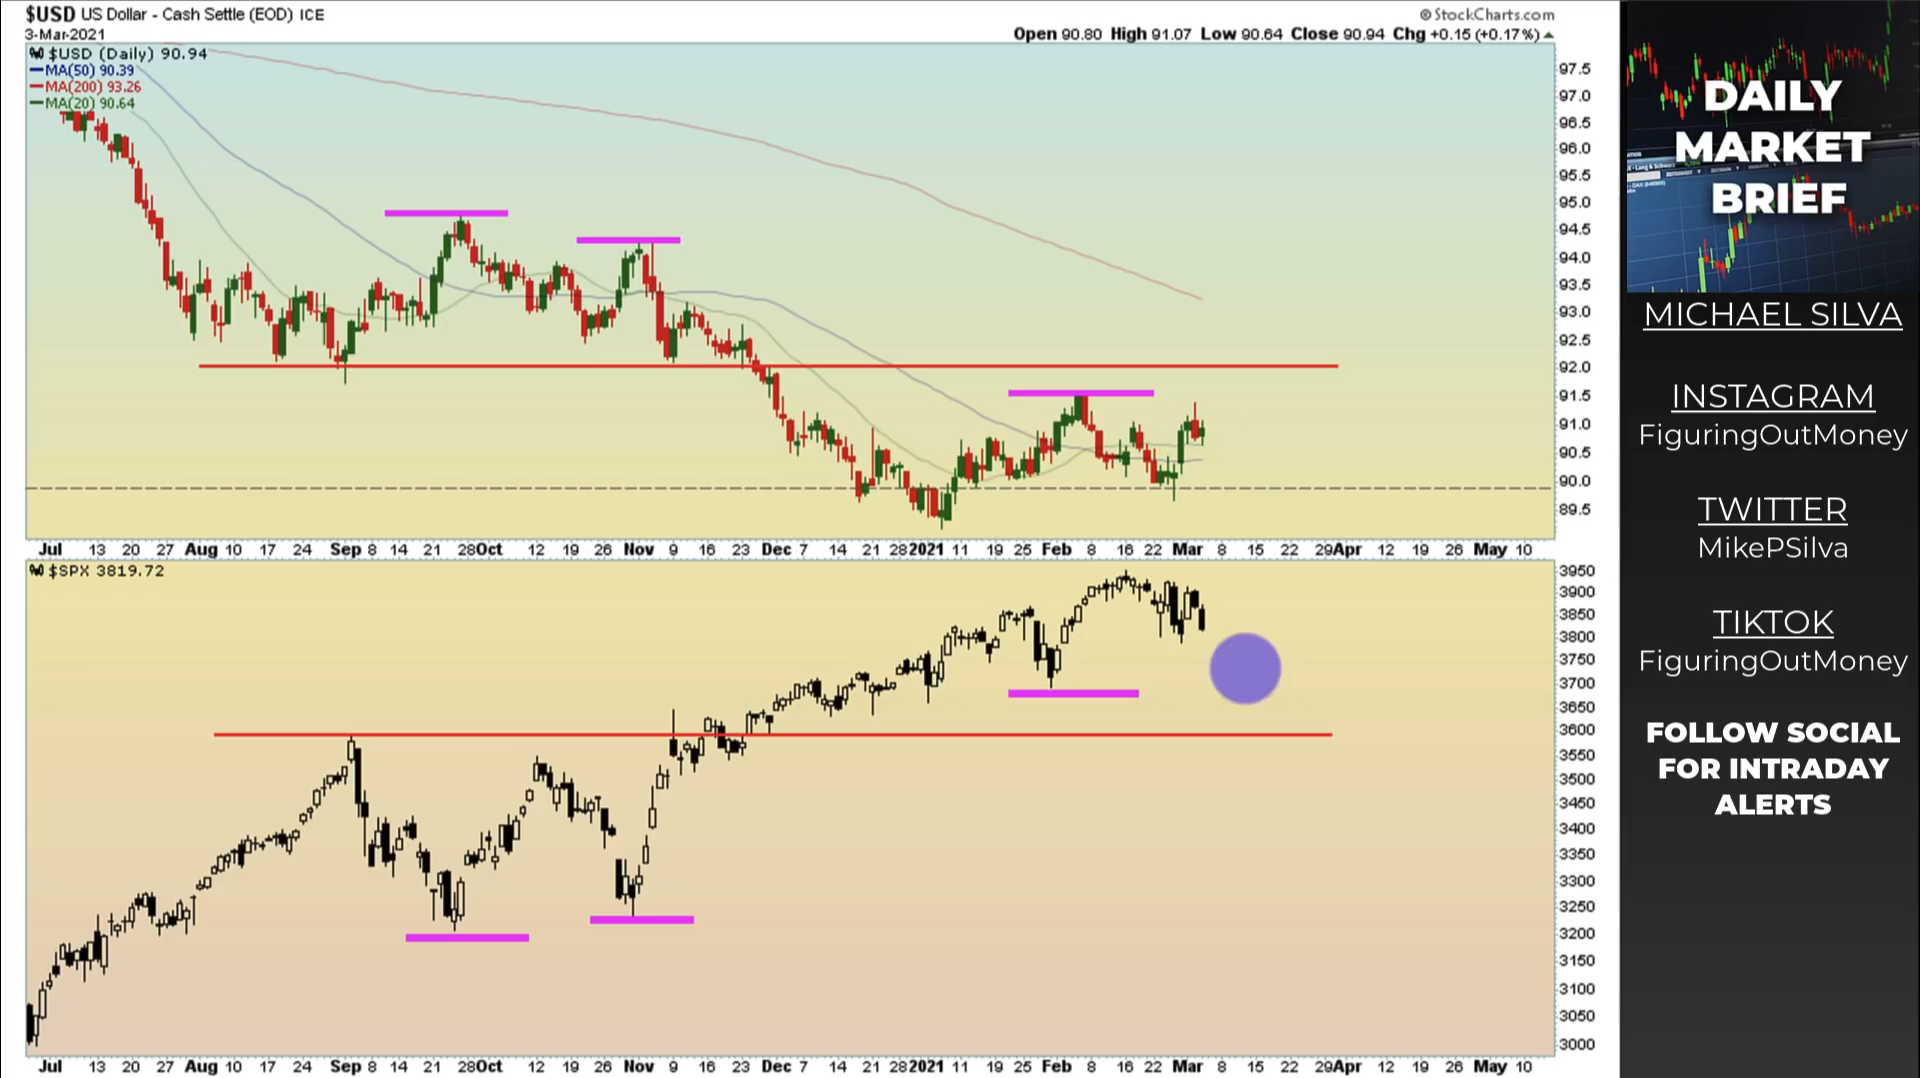 $USD US Dollar - Cash Settle (EOD) ICE
© StockCharts.com
3-Mar-2021
Open 90.80 High 91.07 Low 90.64 Close 90.94 Chg +0.15 (+0.17%)
$USD (Daily) 90.94
MA(50) 90.39
MA(200) 93.26
MA(20) 90.64
97.5
97.0
96.5
96.0
95.5
95.0
94.5
94.0
93.5
93.0
92.5
92.0
91.5
91.0
90.5
90.0
89.5
Jul 13 20 27 Aug 10 17 24 Sep 8 14 21 28 Oct 12 19 26 Nov 9 16 23 Dec 7 14 21 28 2021 11 19 25 Feb 8 16 22 Mar 8 15 22 29 Apr 12 19 26 May 10
$SPX 3819.72
3950
3900
3850
3800
3750
3700
3650
3600
3550
3500
3450
3400
3350
3300
3250
3200
3150
3100
3050
3000
Jul 13 20 27 Aug 10 17 24 Sep 8 14 21 28 Oct 12 19 26 Nov 9 16 23 Dec 7 14 21 28 2021 11 19 25 Feb 8 16 22 Mar 8 15 22 29 Apr 12 19 26 May 10
DAILY
MARKET
BRIEF
MICHAEL SILVA
INSTAGRAM
FiguringOutMoney
TWITTER
MikePSilva
TIKTOK
FiguringOutMoney
FOLLOW SOCIAL
FOR INTRADAY
ALERTS